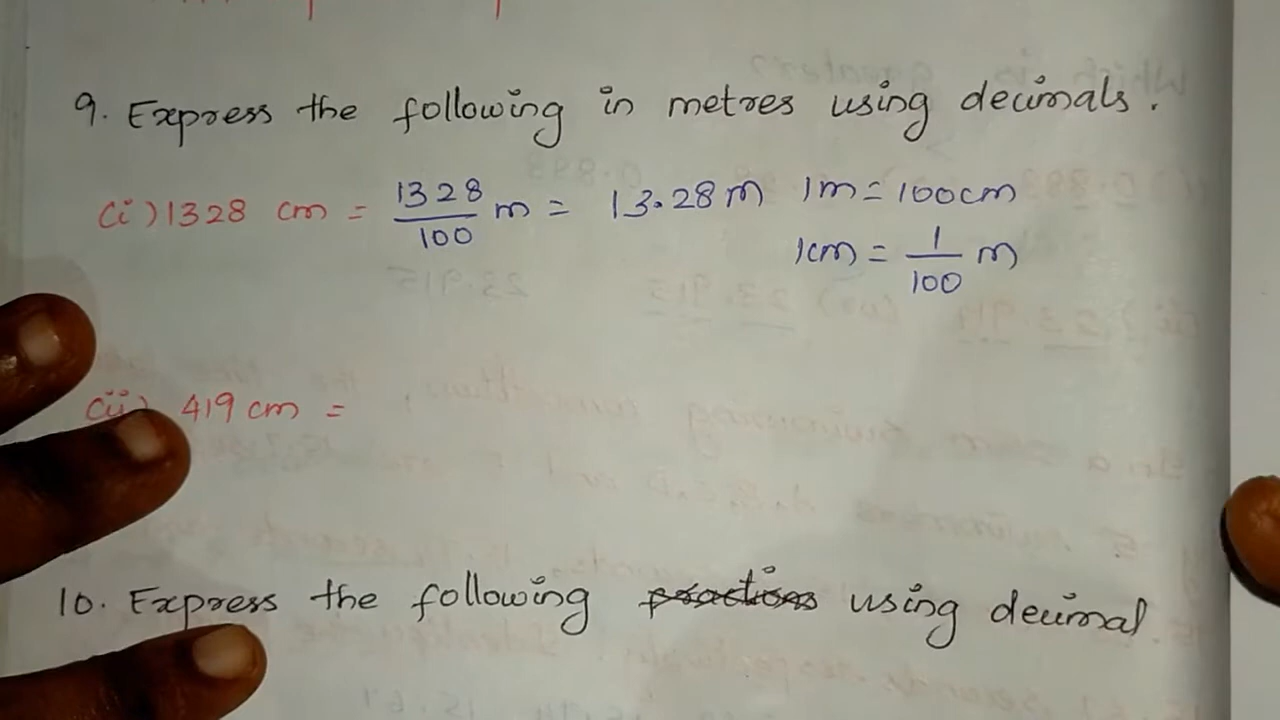 9. Express the following in metres using decimals.
(i) 1328 cm = 1328/100 m = 13.28 m 1m = 100cm
1cm = 1/100 m
(ii) 419 cm =
10. Express the following fractions using decimal